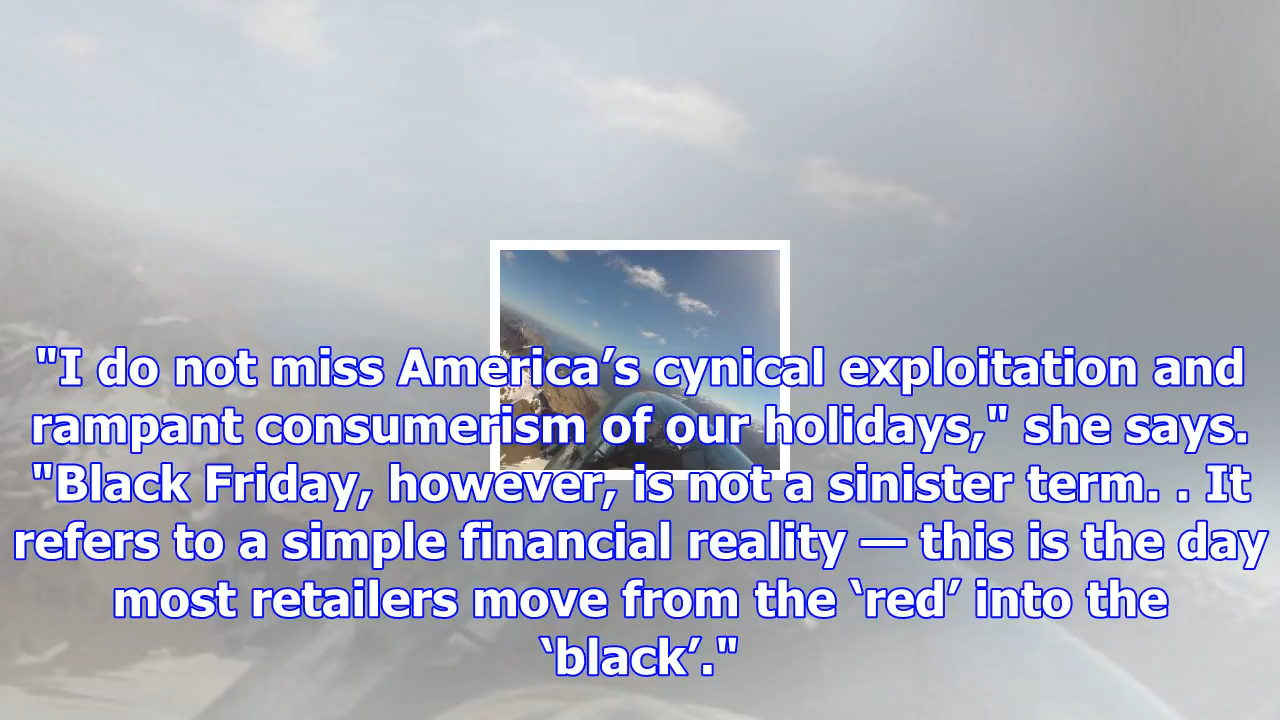 "I do not miss America’s cynical exploitation and
rampant consumerism of our holidays," she says.
"Black Friday, however, is not a sinister term. . It
refers to a simple financial reality — this is the day
most retailers move from the ‘red’ into the
‘black’."